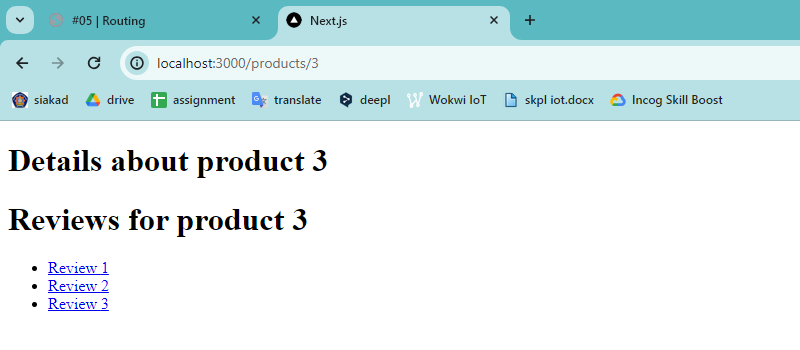 #05 | Routing
Next.js
localhost:3000/products/3
siakad drive assignment translate deepl Wokwi IoT skpl iot.docx Incog Skill Boost
Details about product 3
Reviews for product 3
Review 1
Review 2
Review 3